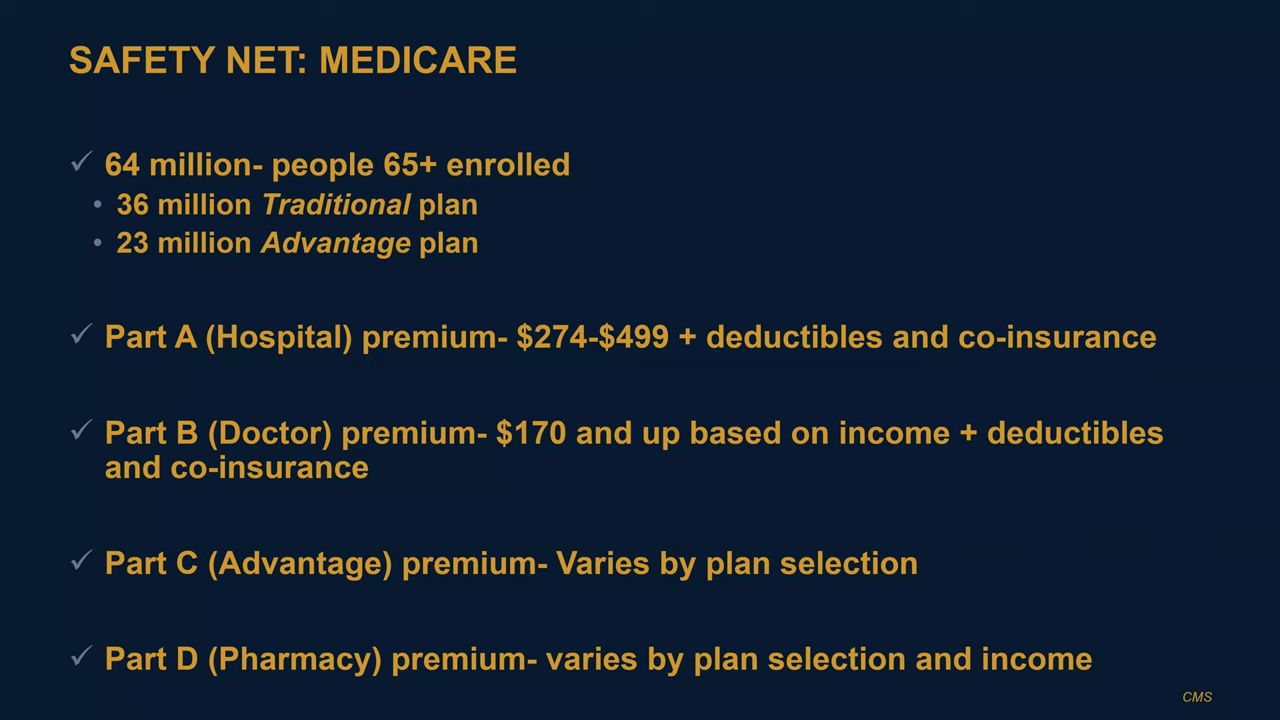 SAFETY NET: MEDICARE
✓ 64 million- people 65+ enrolled
• 36 million Traditional plan
• 23 million Advantage plan
✓ Part A (Hospital) premium- $274-$499 + deductibles and co-insurance
✓ Part B (Doctor) premium- $170 and up based on income + deductibles
and co-insurance
✓ Part C (Advantage) premium- Varies by plan selection
✓ Part D (Pharmacy) premium- varies by plan selection and income
CMS